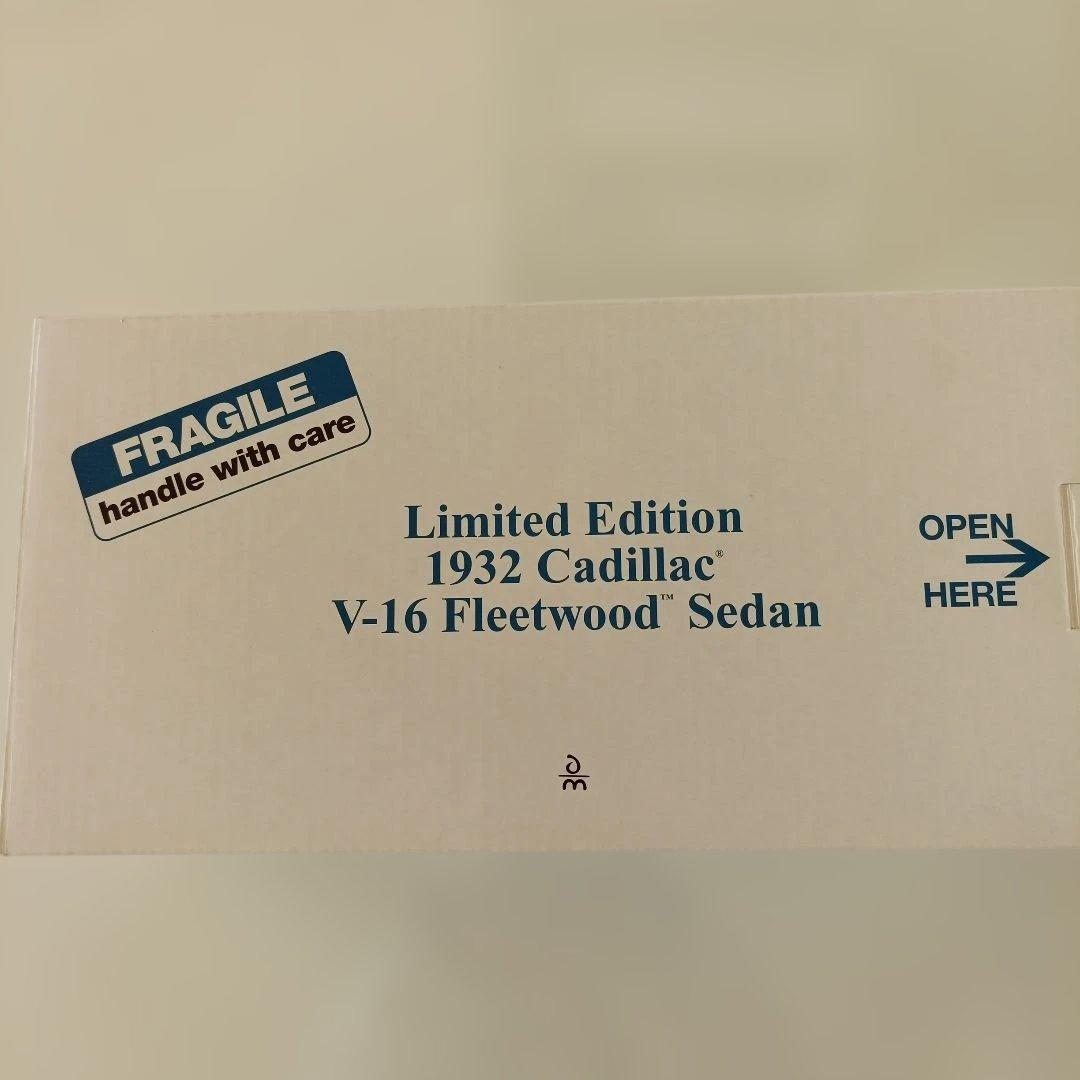 FRAGILE
handle with care
Limited Edition
1932 Cadillac®
V-16 Fleetwood™ Sedan
OPEN
HERE